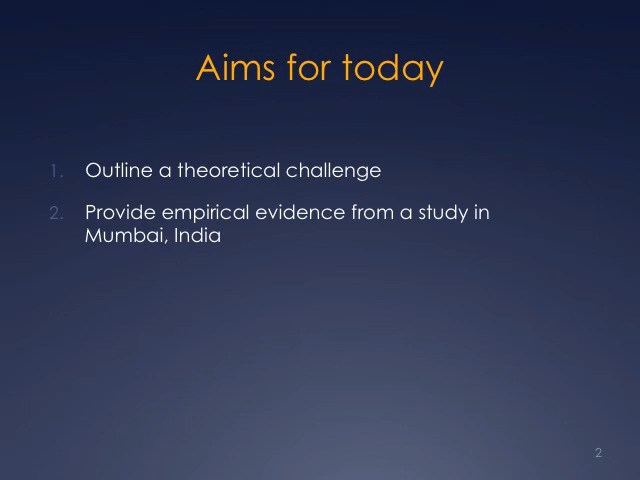 Aims for today
1. Outline a theoretical challenge
2. Provide empirical evidence from a study in
Mumbai, India
2